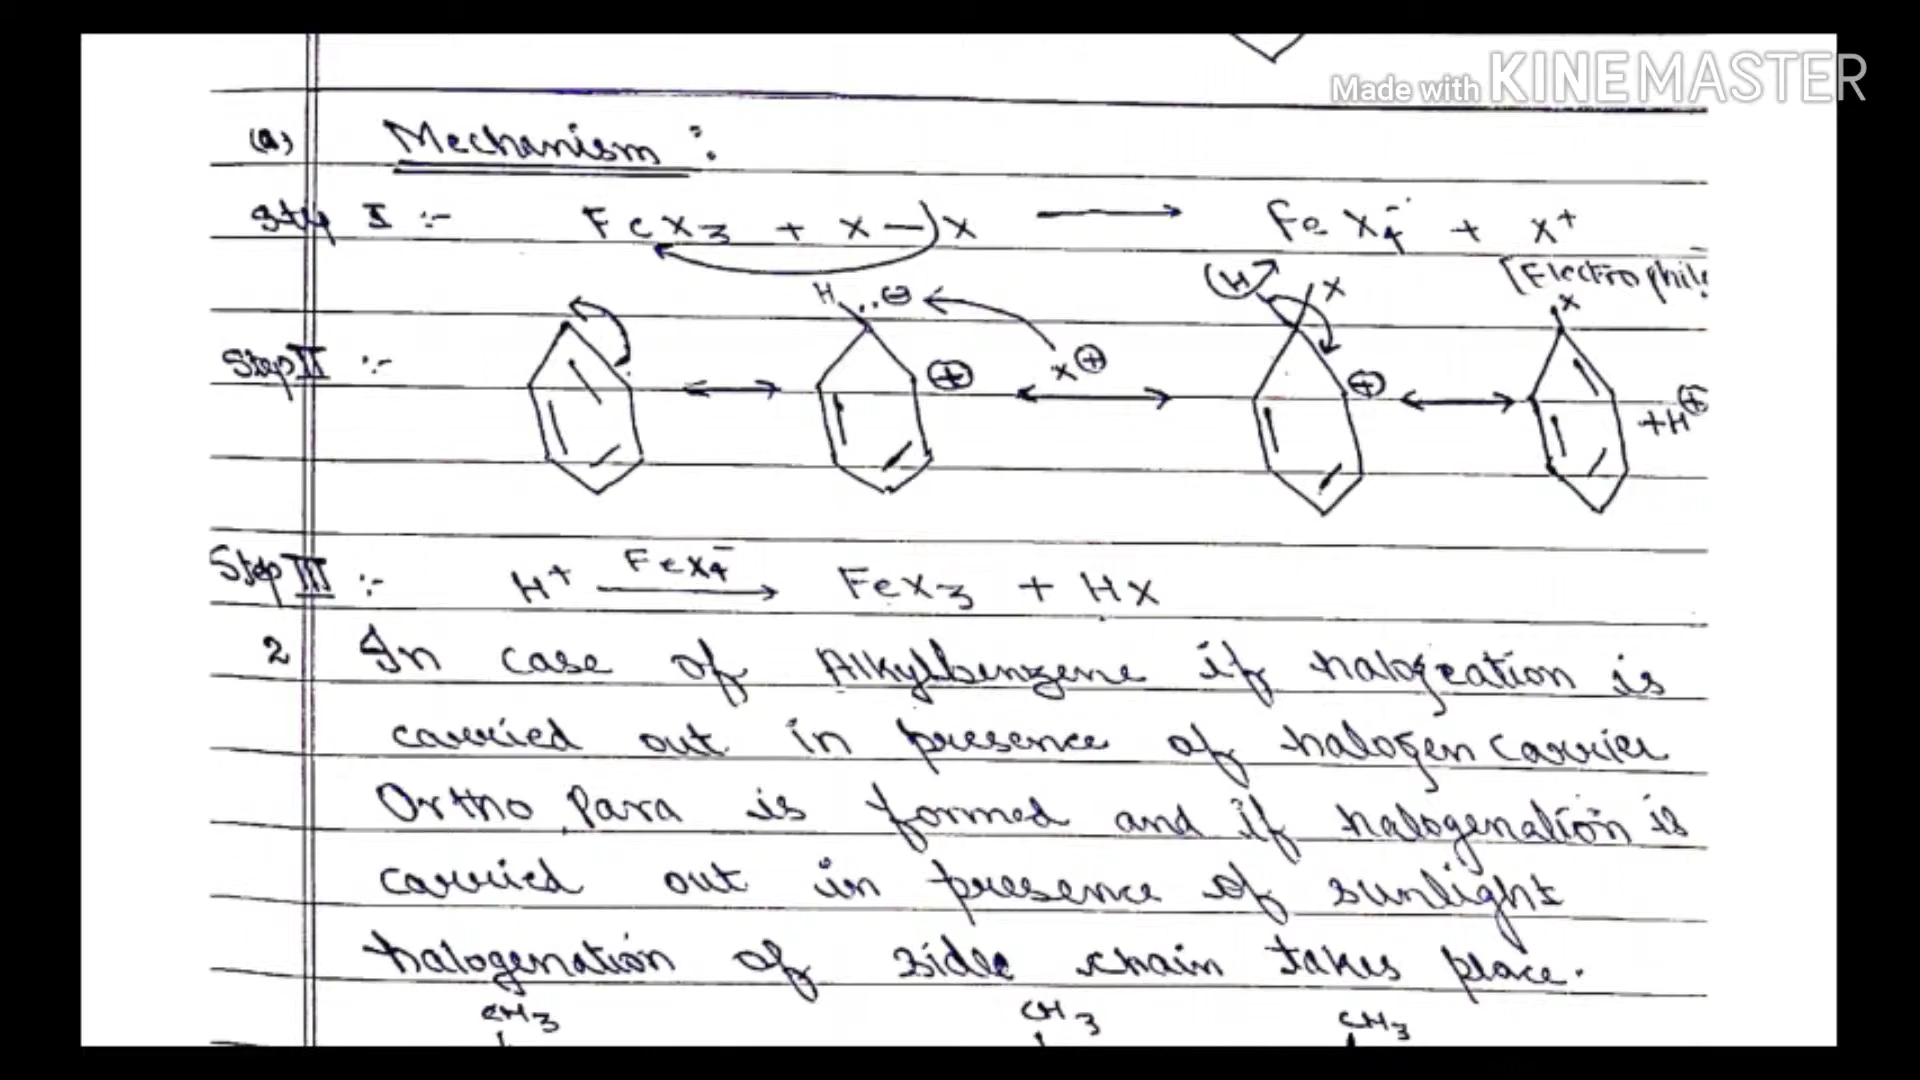 Made with KINEMASTER
(a) Mechanism :
Step I :- FeX3 + X - X → FeX4- + X+
[Electrophile
H .. ⊖ (H) X X
Step II :- ⊕ X⊕ ⊕ + H⊕
Step III :- H+ FeX4- → FeX3 + HX
2 In case of Alkylbenzene if halogeation is
carried out in presence of halogen carrier
Ortho Para is formed and if halogenation is
carried out in presence of sunlight
halogenation of side chain takes place.
CH3 CH3 CH3